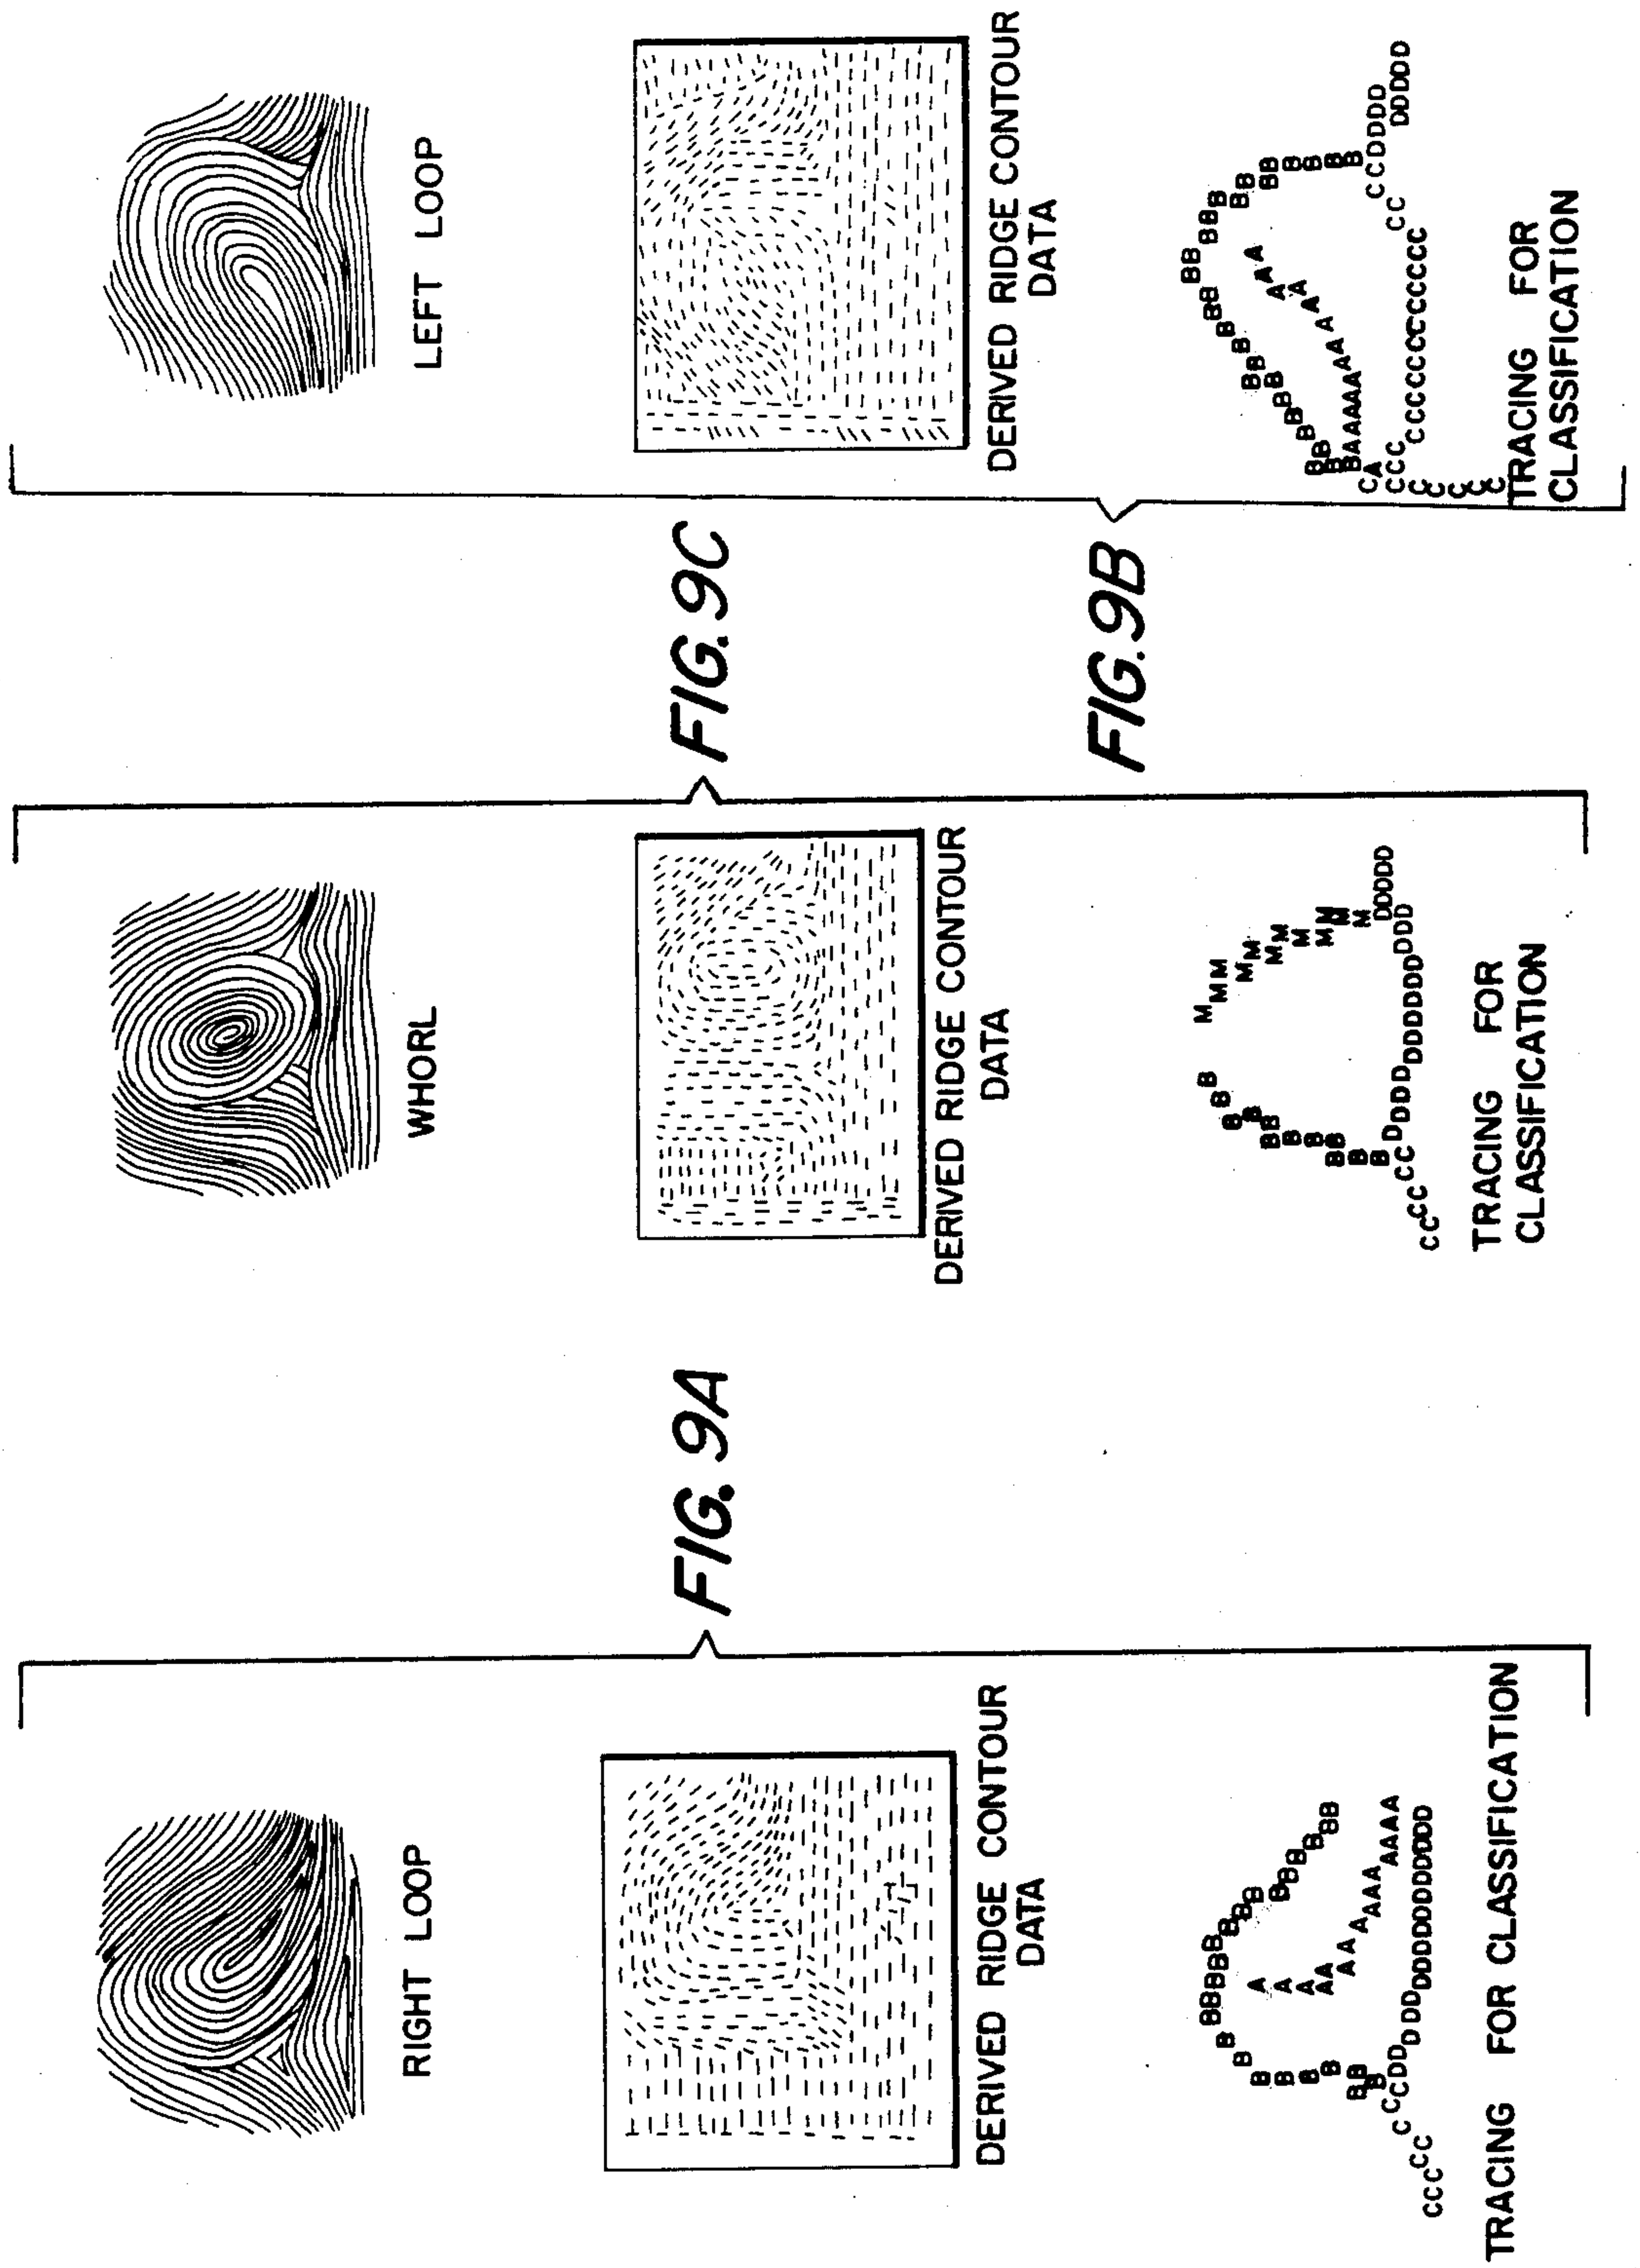 RIGHT LOOP
DERIVED RIDGE CONTOUR
DATA
TRACING FOR CLASSIFICATION
FIG. 9A
WHORL
DERIVED RIDGE CONTOUR
DATA
TRACING FOR
CLASSIFICATION
FIG. 9C
LEFT LOOP
DERIVED RIDGE CONTOUR
DATA
TRACING FOR
CLASSIFICATION
FIG. 9B